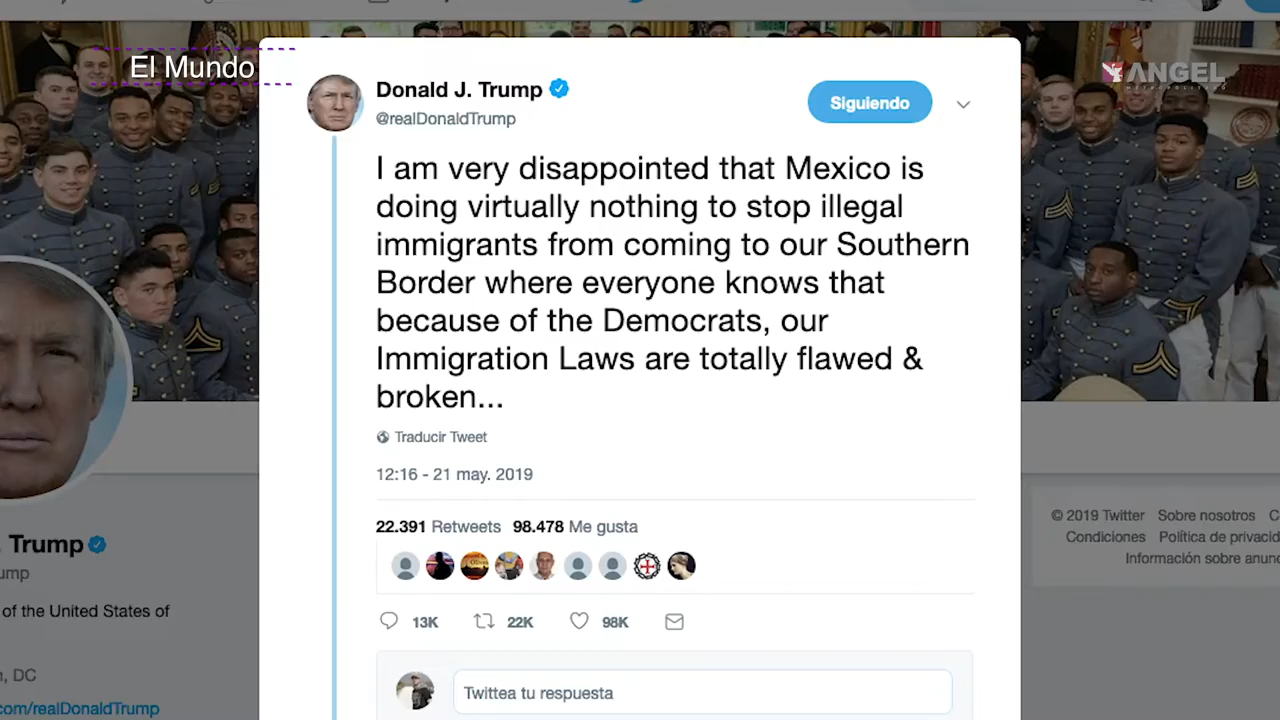 El Mundo
ANGEL
METROPOLITANO
Donald J. Trump
@realDonaldTrump
Siguiendo
I am very disappointed that Mexico is
doing virtually nothing to stop illegal
immigrants from coming to our Southern
Border where everyone knows that
because of the Democrats, our
Immigration Laws are totally flawed &
broken...
Traducir Tweet
12:16 - 21 may. 2019
22.391 Retweets 98.478 Me gusta
13K 22K 98K
Twittea tu respuesta
. Trump
ump
of the United States of
, DC
com/realDonaldTrump
© 2019 Twitter Sobre nosotros C
Condiciones Política de privacid
Información sobre anunc